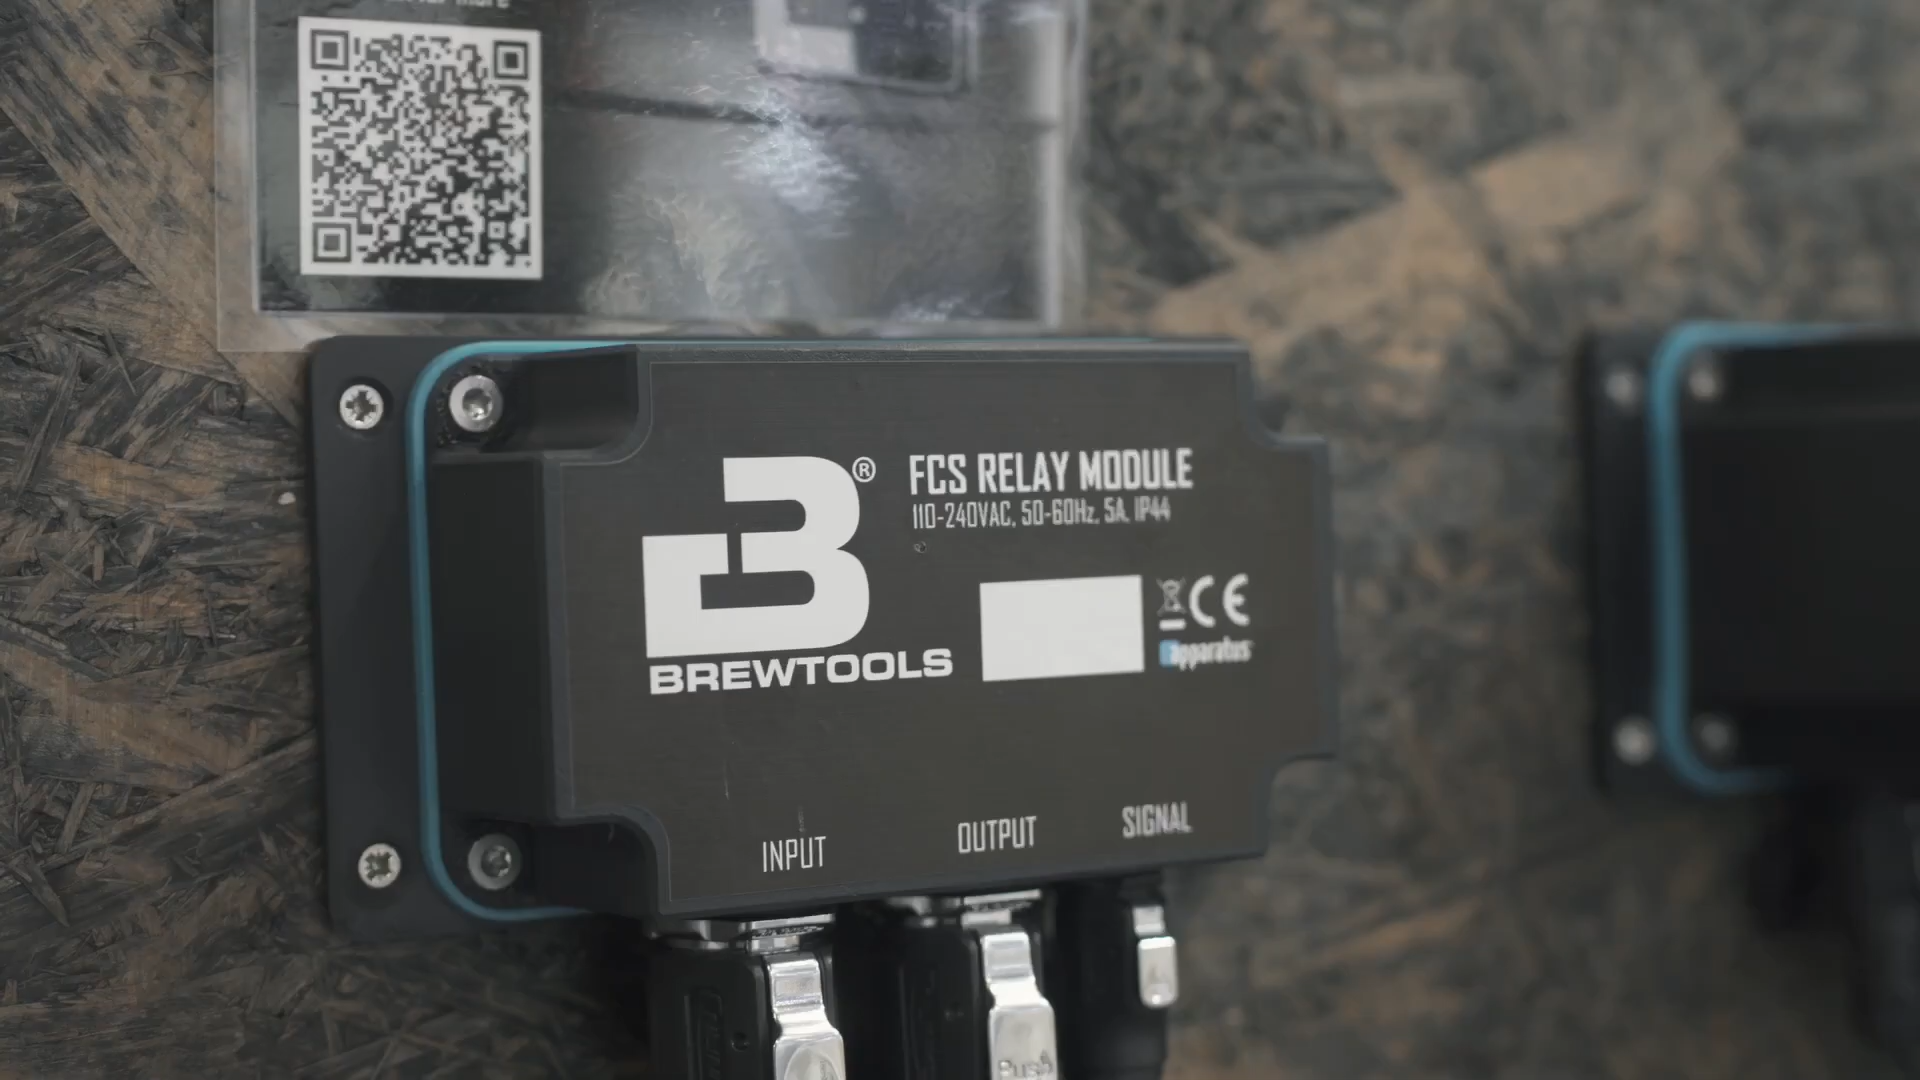 B®
BREWTOOLS
FCS RELAY MODULE
110-240VAC, 50-60Hz, 5A, IP44
CE
apparatus
INPUT
OUTPUT
SIGNAL
Push